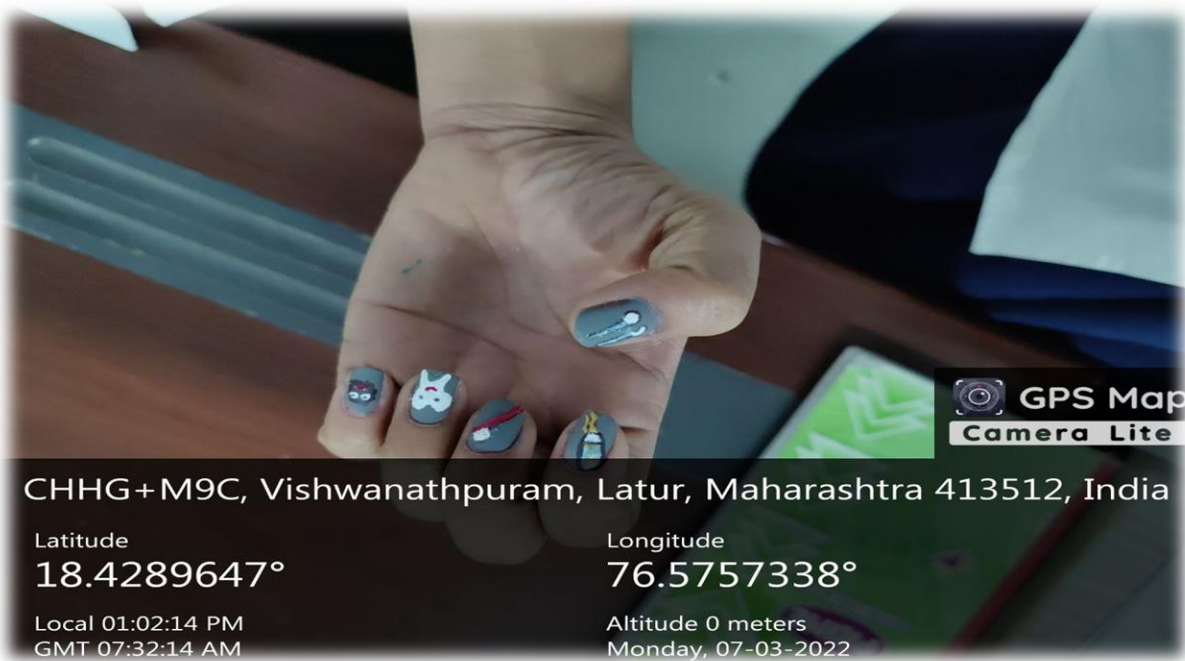 GPS Map
Camera Lite
CHHG+M9C, Vishwanathpuram, Latur, Maharashtra 413512, India
Latitude
18.4289647°
Longitude
76.5757338°
Local 01:02:14 PM
GMT 07:32:14 AM
Altitude 0 meters
Monday, 07-03-2022